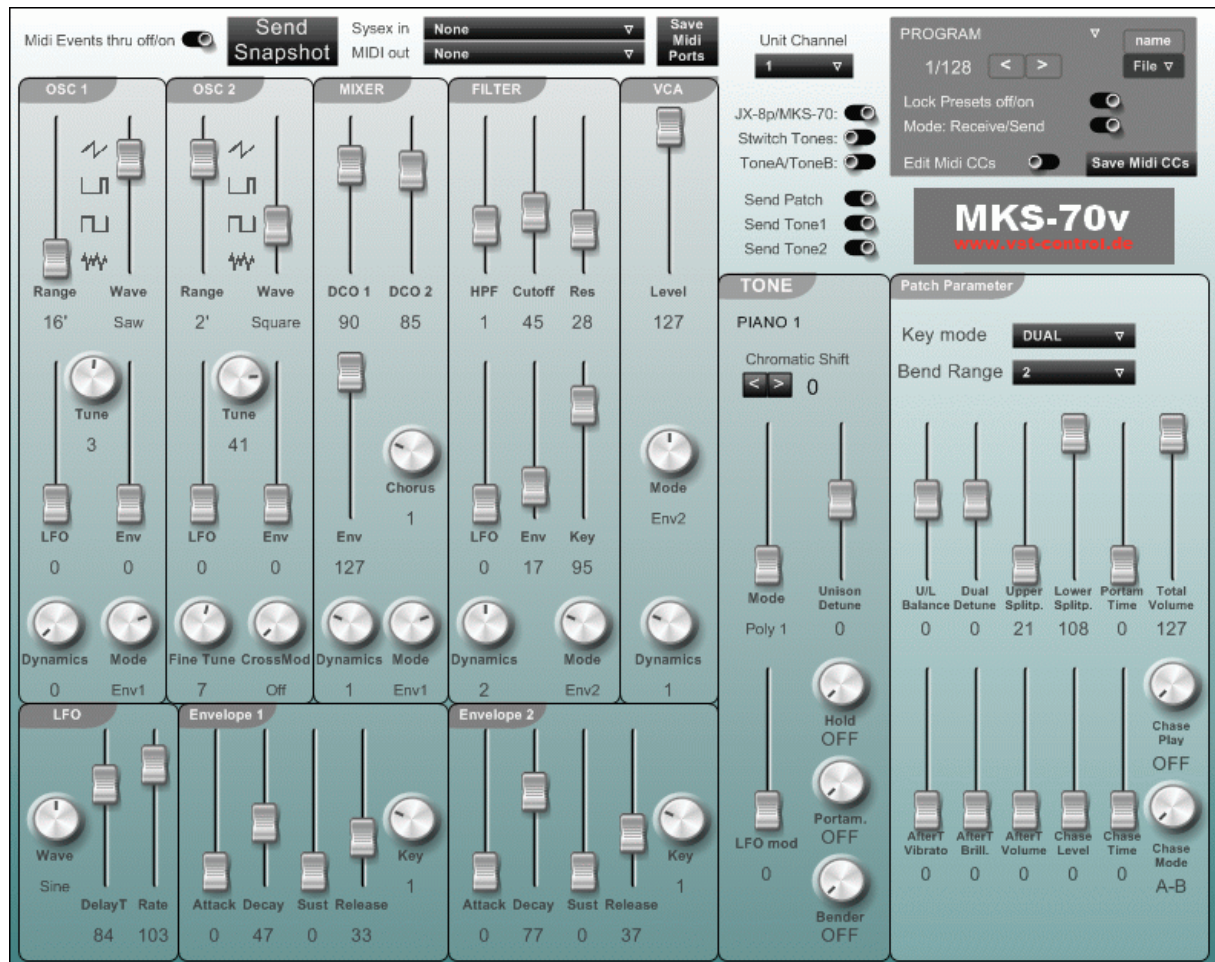 Midi Events thru off/on
Send
Snapshot
Sysex in
None
MIDI out
None
Save
Midi
Ports
Unit Channel
1
PROGRAM
name
1/128
<
>
File
Lock Presets off/on
Mode: Receive/Send
Edit Midi CCs
Save Midi CCs
JX-8p/MKS-70:
Stwitch Tones:
ToneA/ToneB:
Send Patch
Send Tone1
Send Tone2
MKS-70v
www.vst-control.de
OSC 1
Range
Wave
16'
Saw
Tune
3
LFO
Env
0
0
Dynamics
Mode
0
Env1
OSC 2
Range
Wave
2'
Square
Tune
41
LFO
Env
0
0
Fine Tune
CrossMod
7
Off
MIXER
DCO 1
DCO 2
90
85
Chorus
1
Env
127
Dynamics
Mode
1
Env1
FILTER
HPF
Cutoff
Res
1
45
28
LFO
Env
Key
0
17
95
Dynamics
Mode
2
Env2
VCA
Level
127
Mode
Env2
Dynamics
1
LFO
Wave
Sine
DelayT
Rate
84
103
Envelope 1
Attack
Decay
Sust
Release
Key
1
0
47
0
33
Envelope 2
Attack
Decay
Sust
Release
Key
1
0
77
0
37
TONE
PIANO 1
Chromatic Shift
<
>
0
Mode
Unison
Detune
Poly 1
0
Hold
OFF
LFO mod
0
Portam.
OFF
Bender
OFF
Patch Parameter
Key mode
DUAL
Bend Range
2
U/L
Balance
Dual
Detune
Upper
Splitp.
Lower
Splitp.
Portam
Time
Total
Volume
0
0
21
108
0
127
Chase
Play
OFF
AfterT
Vibrato
AfterT
Brill.
AfterT
Volume
Chase
Level
Chase
Time
Chase
Mode
0
0
0
0
0
A-B